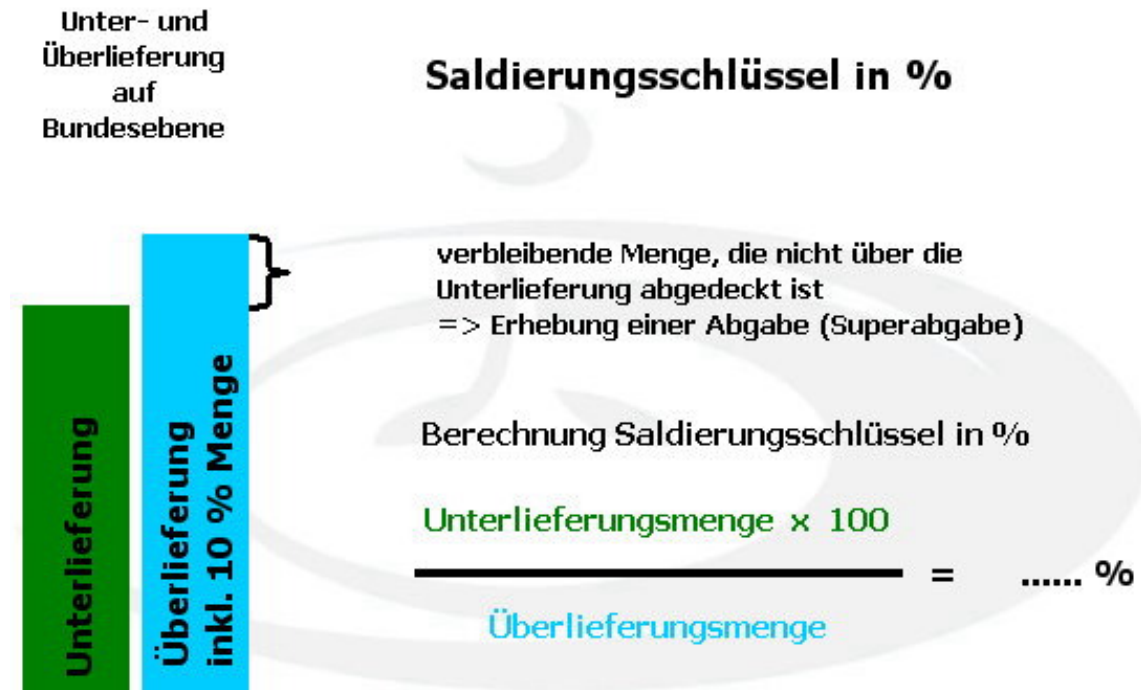 Unter- und
Überlieferung
auf
Bundesebene
Saldierungsschlüssel in %
verbleibende Menge, die nicht über die
Unterlieferung abgedeckt ist
=> Erhebung einer Abgabe (Superabgabe)
Unterlieferung
Überlieferung
inkl. 10 % Menge
Berechnung Saldierungsschlüssel in %
Unterlieferungsmenge x 100
= ...... %
Überlieferungsmenge